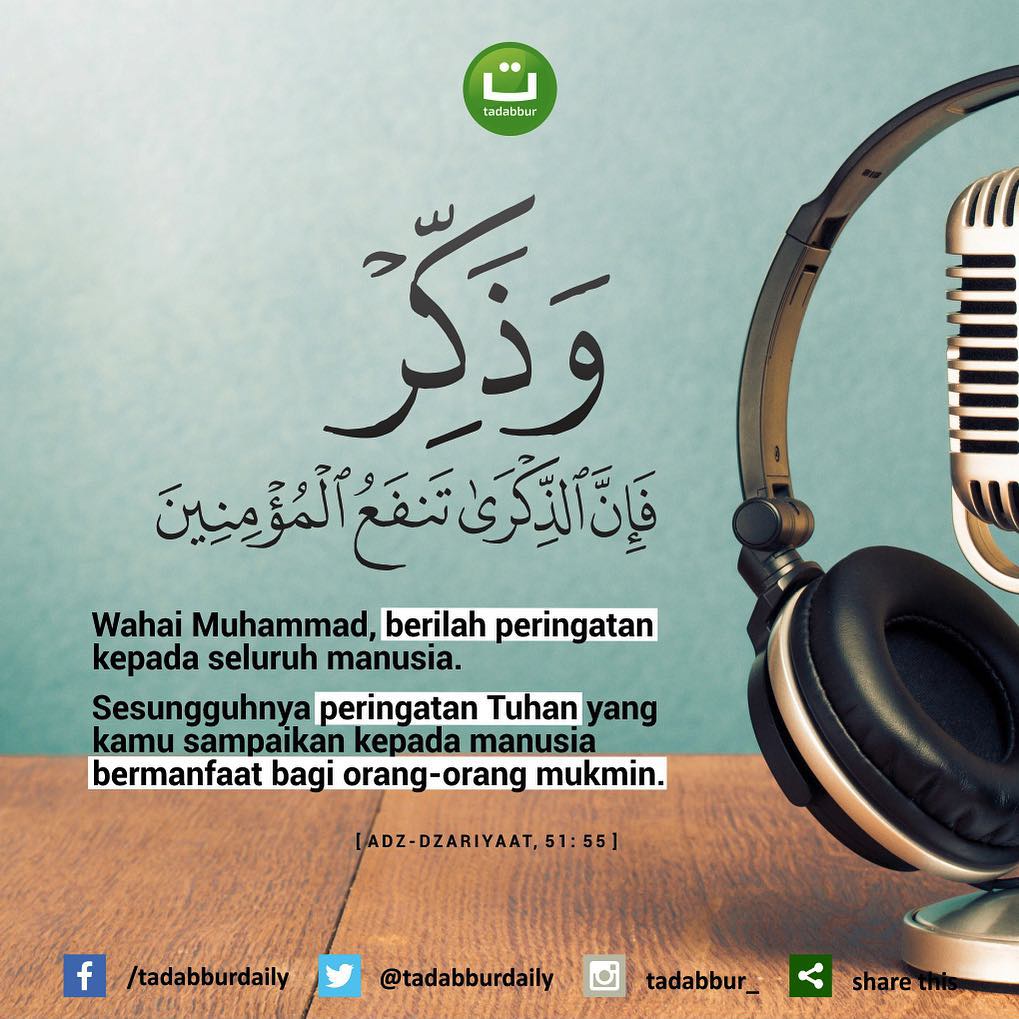 ت
tadabbur
وَذَكِّرْ
فَإِنَّ ٱلذِّكْرَىٰ تَنفَعُ ٱلْمُؤْمِنِينَ
Wahai Muhammad, berilah peringatan
kepada seluruh manusia.
Sesungguhnya peringatan Tuhan yang
kamu sampaikan kepada manusia
bermanfaat bagi orang-orang mukmin.
[ ADZ-DZARIYAAT, 51: 55 ]
/tadabburdaily @tadabburdaily tadabbur_ share this